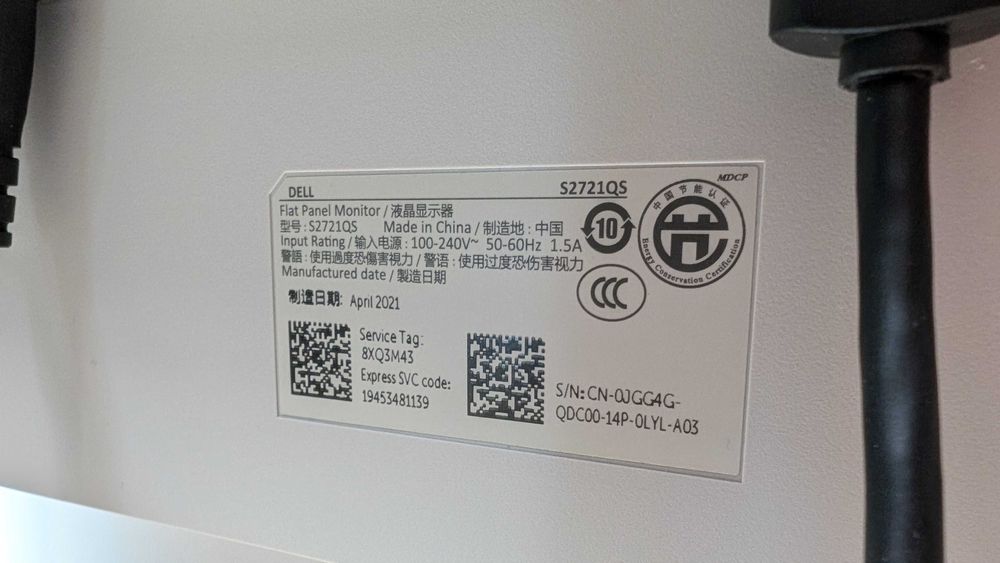 DELL S2721QS MDCP
Flat Panel Monitor / 液晶显示器
型号: S2721QS Made in China / 制造地: 中国
Input Rating / 输入电源: 100-240V~ 50-60Hz 1.5A
警語: 使用過度恐傷害視力 / 警语: 使用过度恐伤害视力
Manufactured date / 製造日期
制造日期: April 2021
10
中国节能认证
Energy Conservation Certification
CCC
Service Tag:
8XQ3M43
Express SVC code:
19453481139
S/N: CN-0JGG4G-
QDC00-14P-0LYL-A03